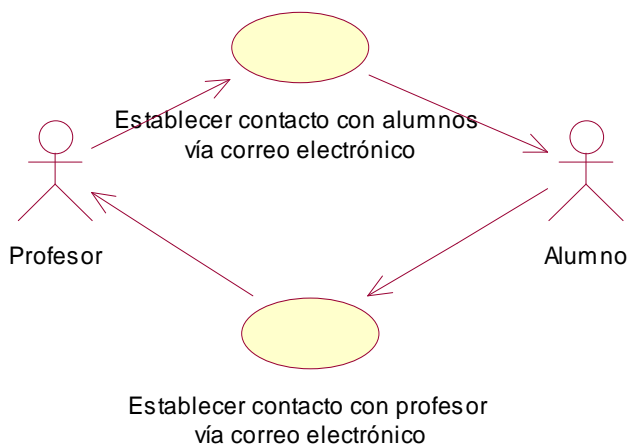 Establecer contacto con alumnos
vía correo electrónico
Profesor
Alumno
Establecer contacto con profesor
vía correo electrónico